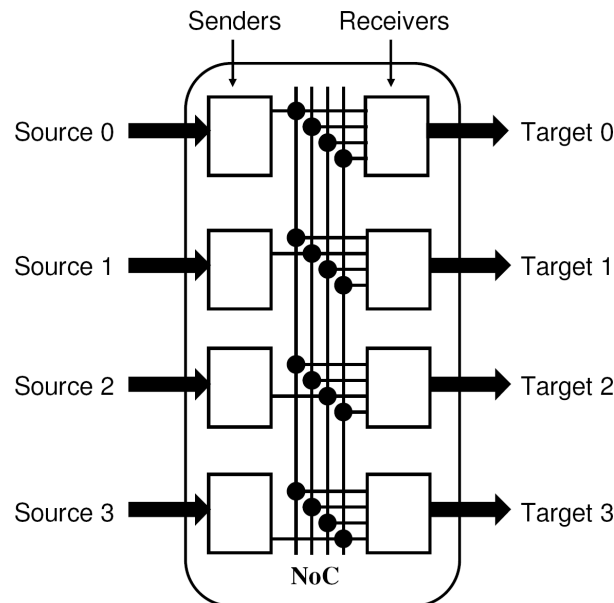 Senders Receivers
Source 0 Target 0
Source 1 Target 1
Source 2 Target 2
Source 3 Target 3
NoC